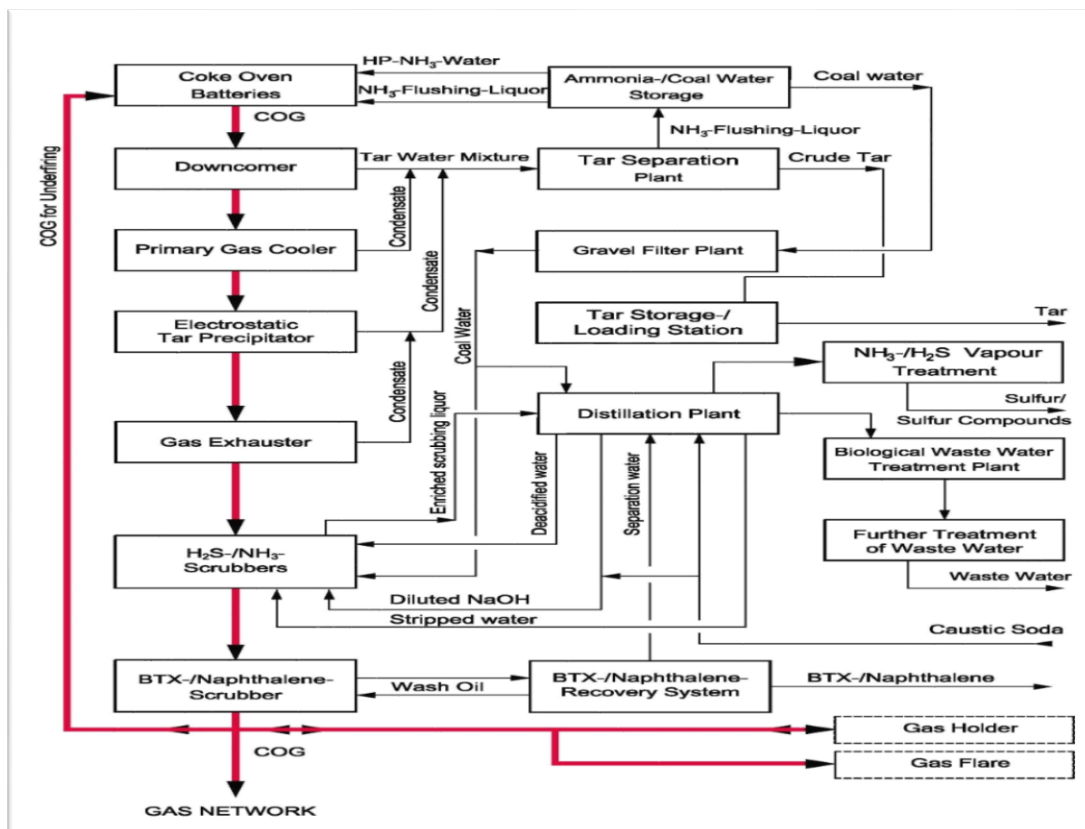 HP-NH₃-Water
Coke Oven
Batteries
Ammonia-/Coal Water
Storage
Coal water
NH₃-Flushing-Liquor
COG
NH₃-Flushing-Liquor
Downcomer
Tar Water Mixture
Tar Separation
Plant
Crude Tar
COG for Underfiring
Condensate
Primary Gas Cooler
Gravel Filter Plant
Condensate
Electrostatic
Tar Precipitator
Tar Storage-/
Loading Station
Tar
Coal Water
NH₃-/H₂S Vapour
Treatment
Condensate
Sulfur/
Sulfur Compounds
Gas Exhauster
Distillation Plant
Biological Waste Water
Treatment Plant
Enriched scrubbing liquor
Deacidified water
Separation water
H₂S-/NH₃-
Scrubbers
Further Treatment
of Waste Water
Waste Water
Diluted NaOH
Stripped water
Caustic Soda
BTX-/Naphthalene-
Scrubber
Wash Oil
BTX-/Naphthalene-
Recovery System
BTX-/Naphthalene
Gas Holder
COG
Gas Flare
GAS NETWORK